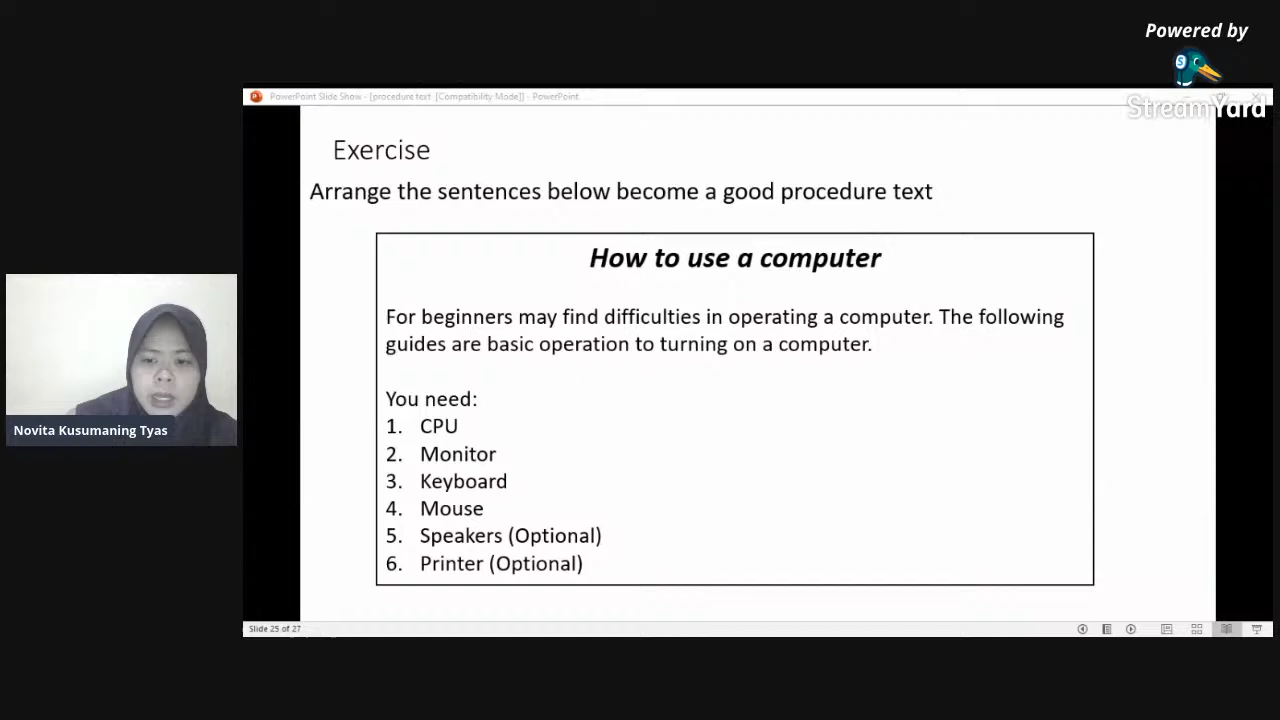 Powered by
StreamYard
PowerPoint Slide Show - [procedure text [Compatibility Mode]] - PowerPoint
Exercise
Arrange the sentences below become a good procedure text
How to use a computer
For beginners may find difficulties in operating a computer. The following
guides are basic operation to turning on a computer.
You need:
1. CPU
2. Monitor
3. Keyboard
4. Mouse
5. Speakers (Optional)
6. Printer (Optional)
Novita Kusumaning Tyas
Slide 25 of 27